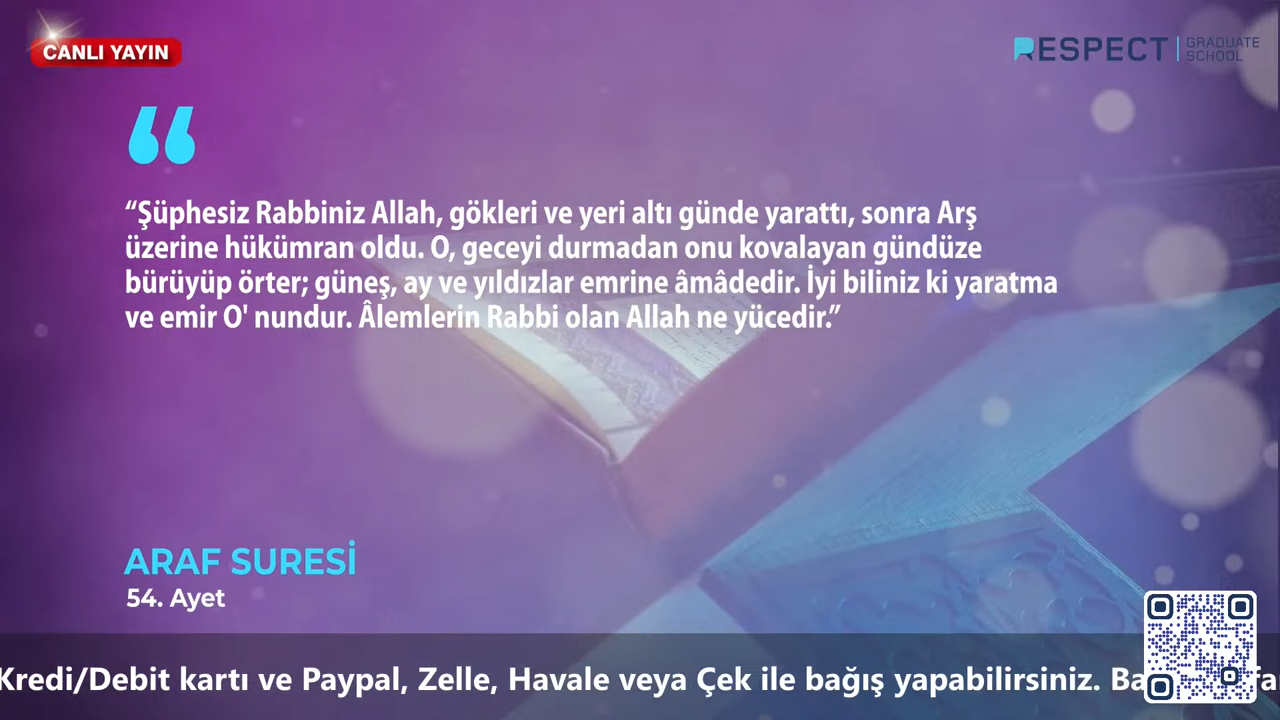 CANLI YAYIN
RESPECT
GRADUATE
SCHOOL
“Şüphesiz Rabbiniz Allah, gökleri ve yeri altı günde yarattı, sonra Arş
üzerine hükümran oldu. O, geceyi durmadan onu kovalayan gündüze
bürüyüp örter; güneş, ay ve yıldızlar emrine âmâdedir. İyi biliniz ki yaratma
ve emir O' nundur. Âlemlerin Rabbi olan Allah ne yücedir.”
ARAF SURESİ
54. Ayet
Kredi/Debit kartı ve Paypal, Zelle, Havale veya Çek ile bağış yapabilirsiniz.